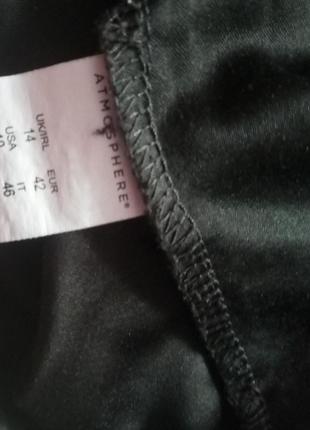 ATMOSPHERE®
EUR
42
IT
46
UK/IRL
14
USA